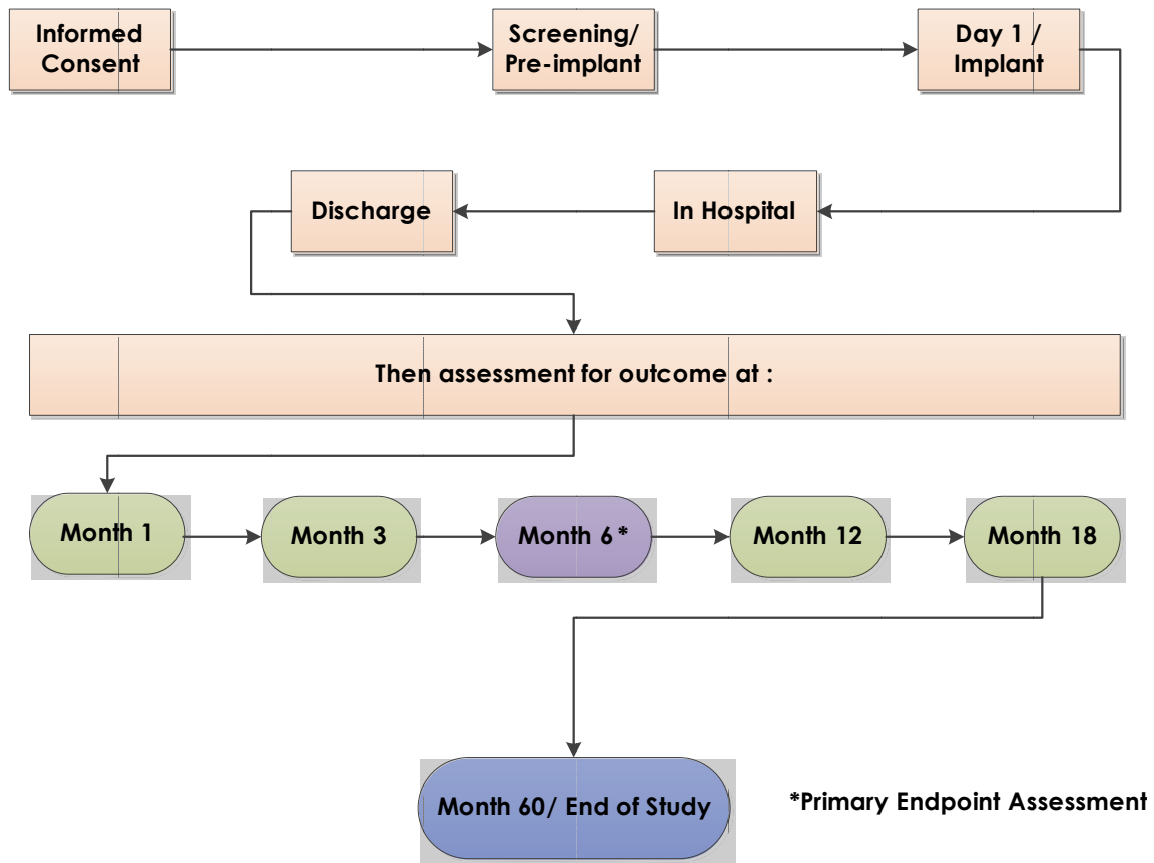 Informed
Consent
Screening/
Pre-implant
Day 1 /
Implant
Discharge
In Hospital
Then assessment for outcome at :
Month 1
Month 3
Month 6*
Month 12
Month 18
Month 60/ End of Study
*Primary Endpoint Assessment